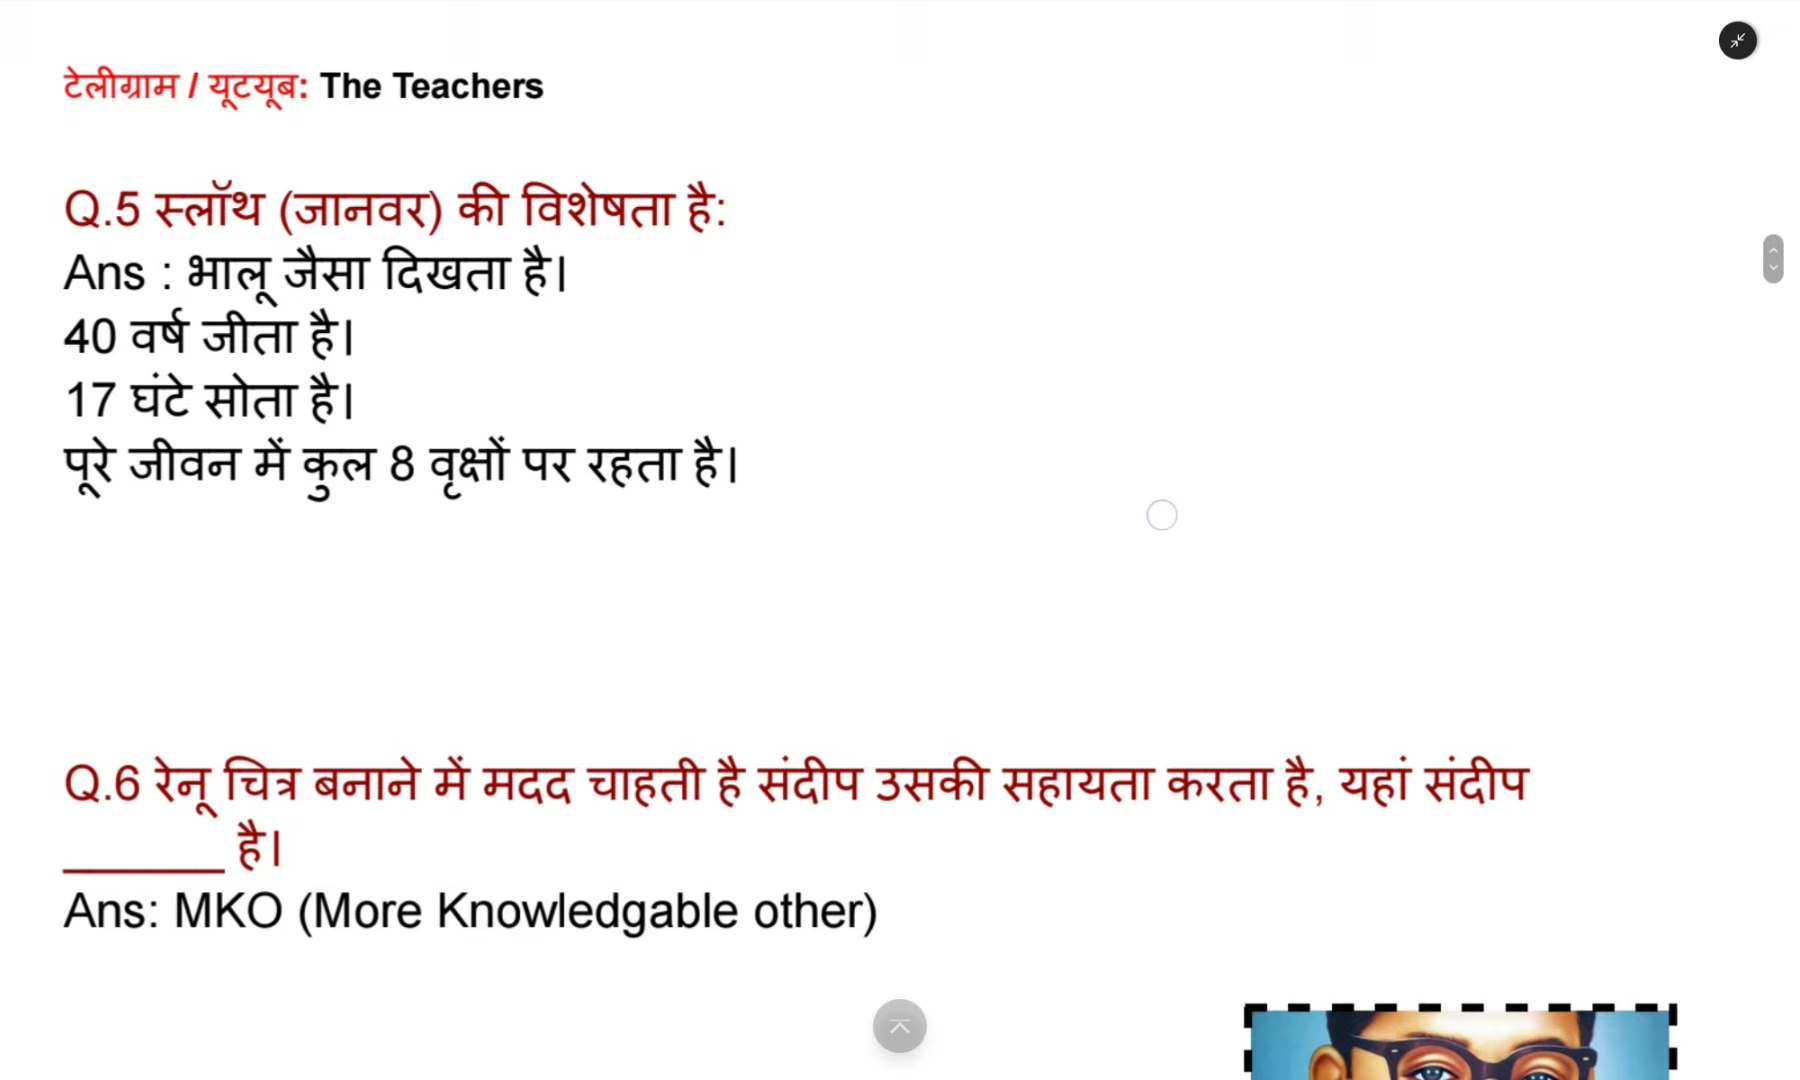 टेलीग्राम / यूटयूब: The Teachers
Q.5 स्लॉथ (जानवर) की विशेषता है:
Ans : भालू जैसा दिखता है।
40 वर्ष जीता है।
17 घंटे सोता है।
पूरे जीवन में कुल 8 वृक्षों पर रहता है।
Q.6 रेनू चित्र बनाने में मदद चाहती है संदीप उसकी सहायता करता है, यहां संदीप
_______ है।
Ans: MKO (More Knowledgable other)